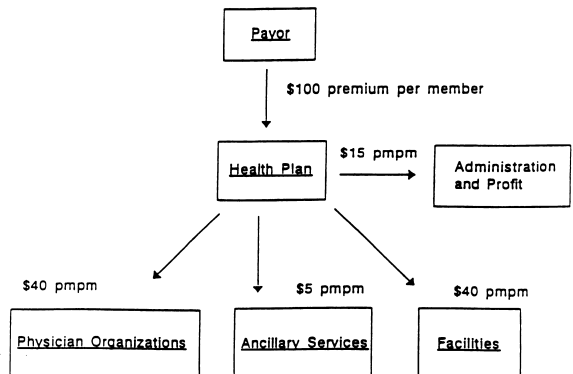 Payor
$100 premium per member
Health Plan
$15 pmpm
Administration
and Profit
$40 pmpm
$5 pmpm
$40 pmpm
Physician Organizations
Ancillary Services
Facilities